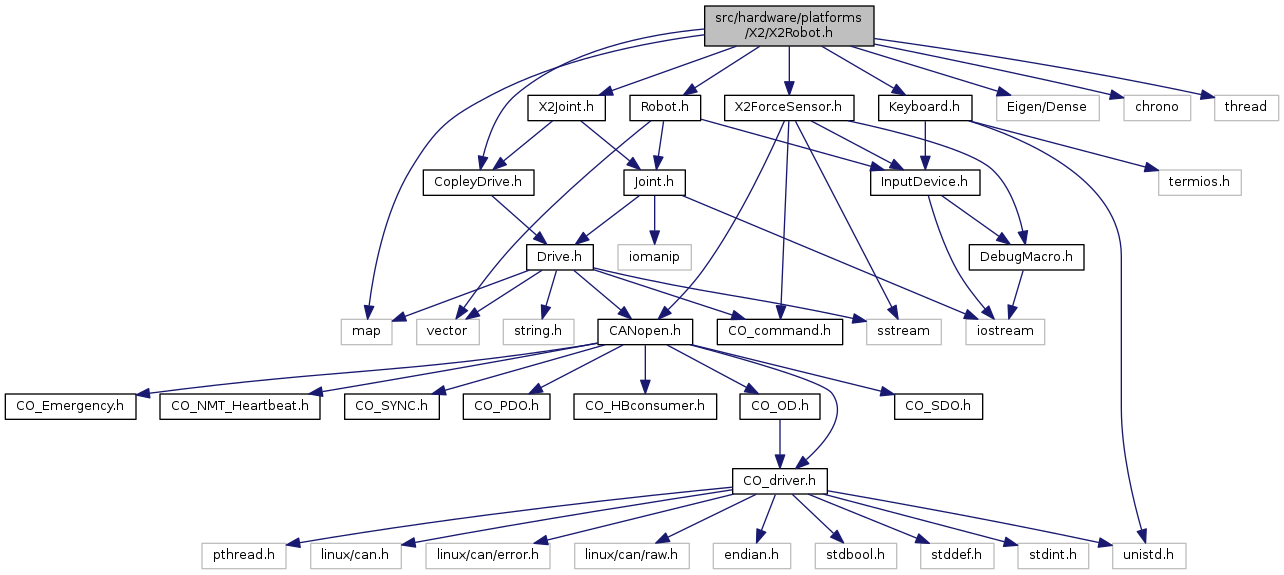 src/hardware/platforms
/X2/X2Robot.h
X2Joint.h
Robot.h
X2ForceSensor.h
Keyboard.h
Eigen/Dense
chrono
thread
CopleyDrive.h
Joint.h
InputDevice.h
termios.h
Drive.h
iomanip
DebugMacro.h
map
vector
string.h
CANopen.h
CO_command.h
sstream
iostream
CO_Emergency.h
CO_NMT_Heartbeat.h
CO_SYNC.h
CO_PDO.h
CO_HBconsumer.h
CO_OD.h
CO_SDO.h
CO_driver.h
pthread.h
linux/can.h
linux/can/error.h
linux/can/raw.h
endian.h
stdbool.h
stddef.h
stdint.h
unistd.h